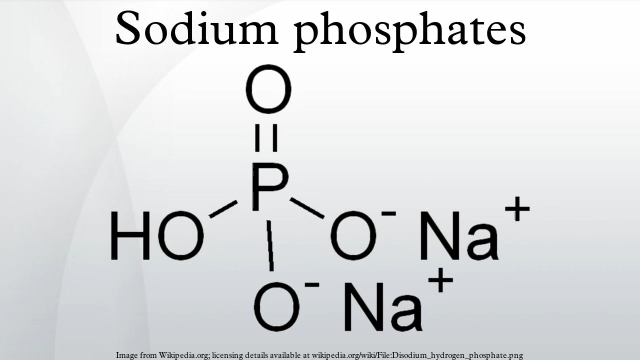 Sodium phosphates
O
P
HO
O⁻ Na⁺
O⁻ Na⁺
Image from Wikipedia.org; licensing details available at wikipedia.org/wiki/File:Disodium_hydrogen_phosphate.png